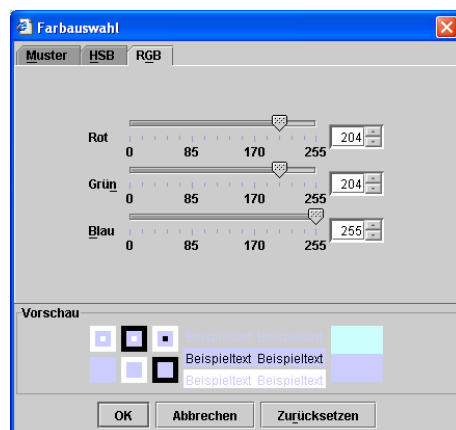 Farbauswahl
Muster HSB RGB
Rot 204
0 85 170 255
Grün 204
0 85 170 255
Blau 255
0 85 170 255
Vorschau
Beispieltext Beispieltext
Beispieltext Beispieltext
Beispieltext Beispieltext
OK Abbrechen Zurücksetzen